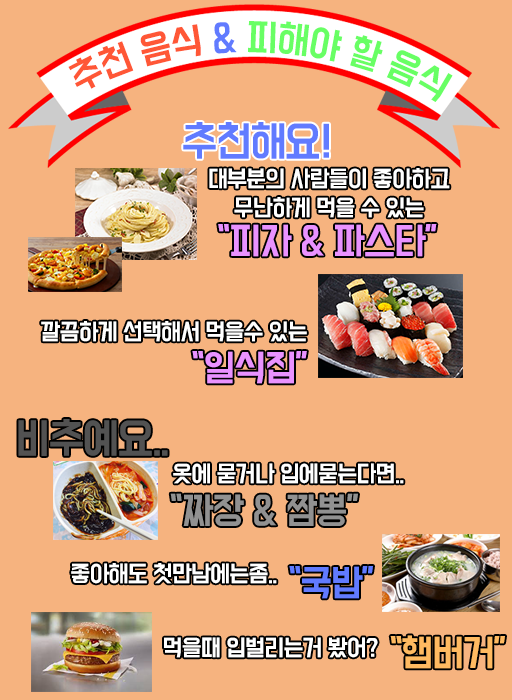 추천 음식 & 피해야 할 음식
추천해요!
대부분의 사람들이 좋아하고
무난하게 먹을 수 있는
"피자 & 파스타"
깔끔하게 선택해서 먹을수 있는
"일식집"
비추예요..
옷에 묻거나 입에묻는다면..
"짜장 & 짬뽕"
좋아해도 첫만남에는좀.. "국밥"
먹을때 입벌리는거 봤어? "햄버거"